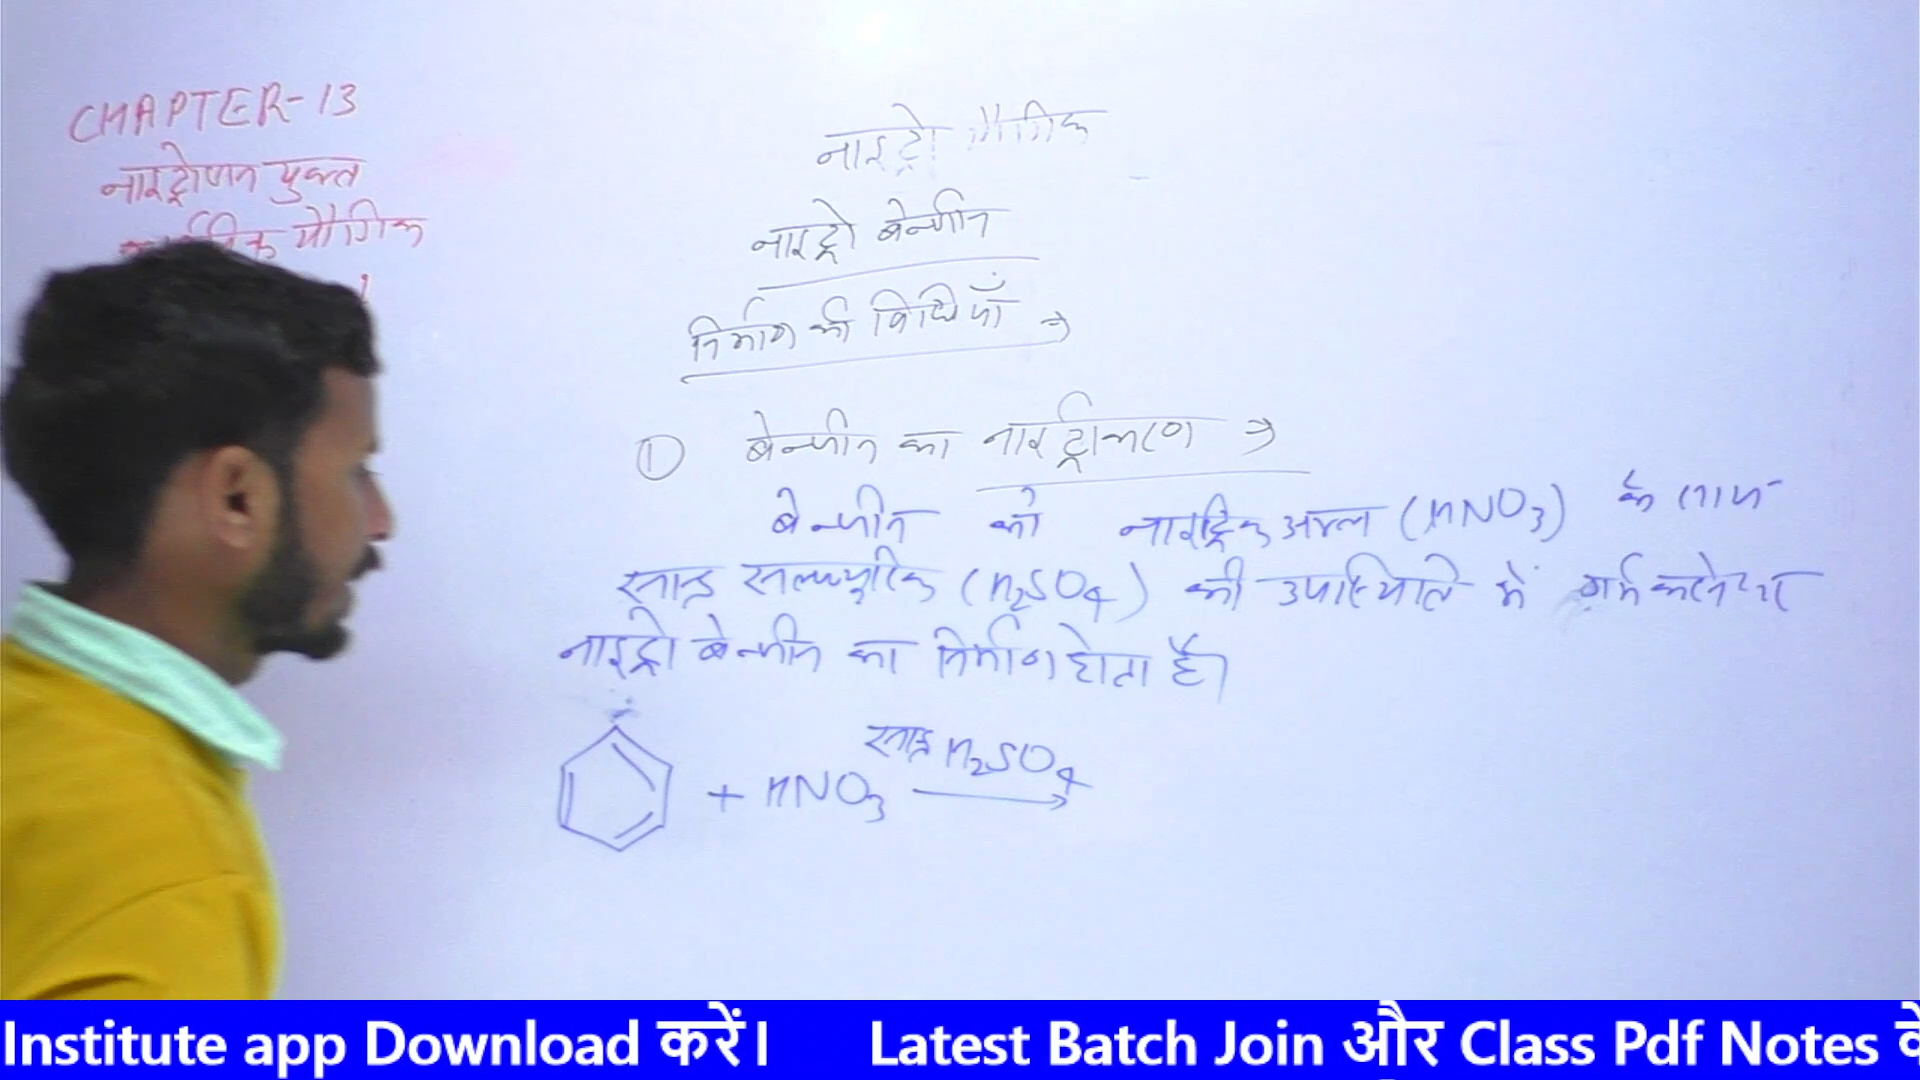 CHAPTER-13
नाइट्रोजन युक्त
यौगिक
नाइट्रो यौगिक
नाइट्रो बेन्जीन
निर्माण की विधियाँ ⇒
① बेन्जीन का नाइट्रीकरण ⇒
बेन्जीन को नाइट्रिक अम्ल (HNO₃) के साथ
सान्द्र सल्फ्यूरिक (H₂SO₄) की उपस्थिति में गर्म करने पर
नाइट्रो बेन्जीन का निर्माण होता है।
सान्द्र H₂SO₄
+ HNO₃ ⟶
Institute app Download करें। Latest Batch Join और Class Pdf Notes के